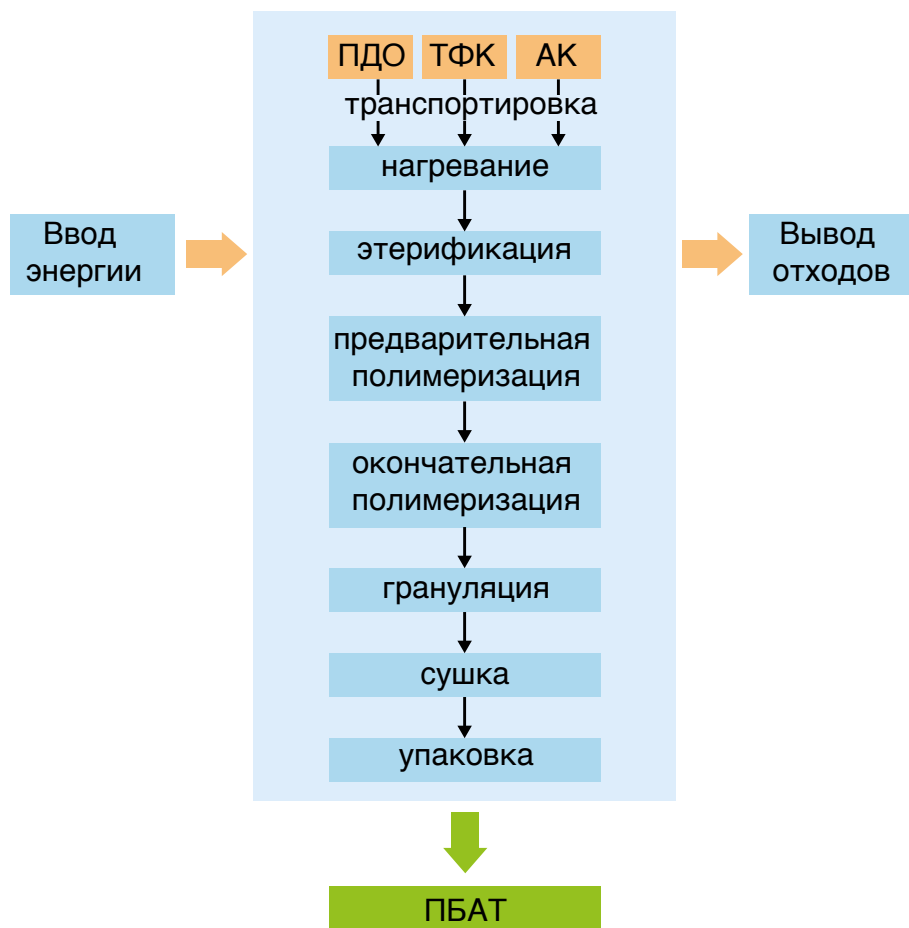 ПДО ТФК АК
транспортировка
нагревание
Ввод
энергии
этерификация
Вывод
отходов
предварительная
полимеризация
окончательная
полимеризация
грануляция
сушка
упаковка
ПБАТ